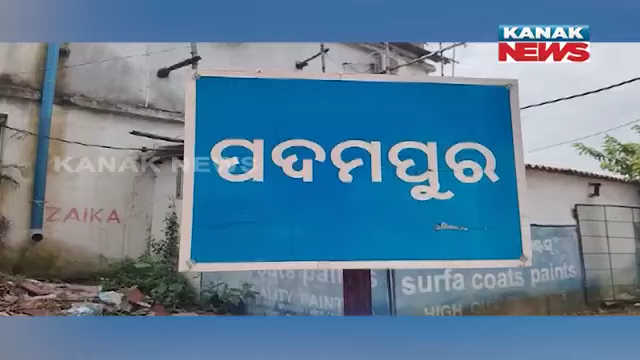 KANAK
NEWS
ପଦମପୁର
KANAK NEWS
ZAIKA
surfa coats paints